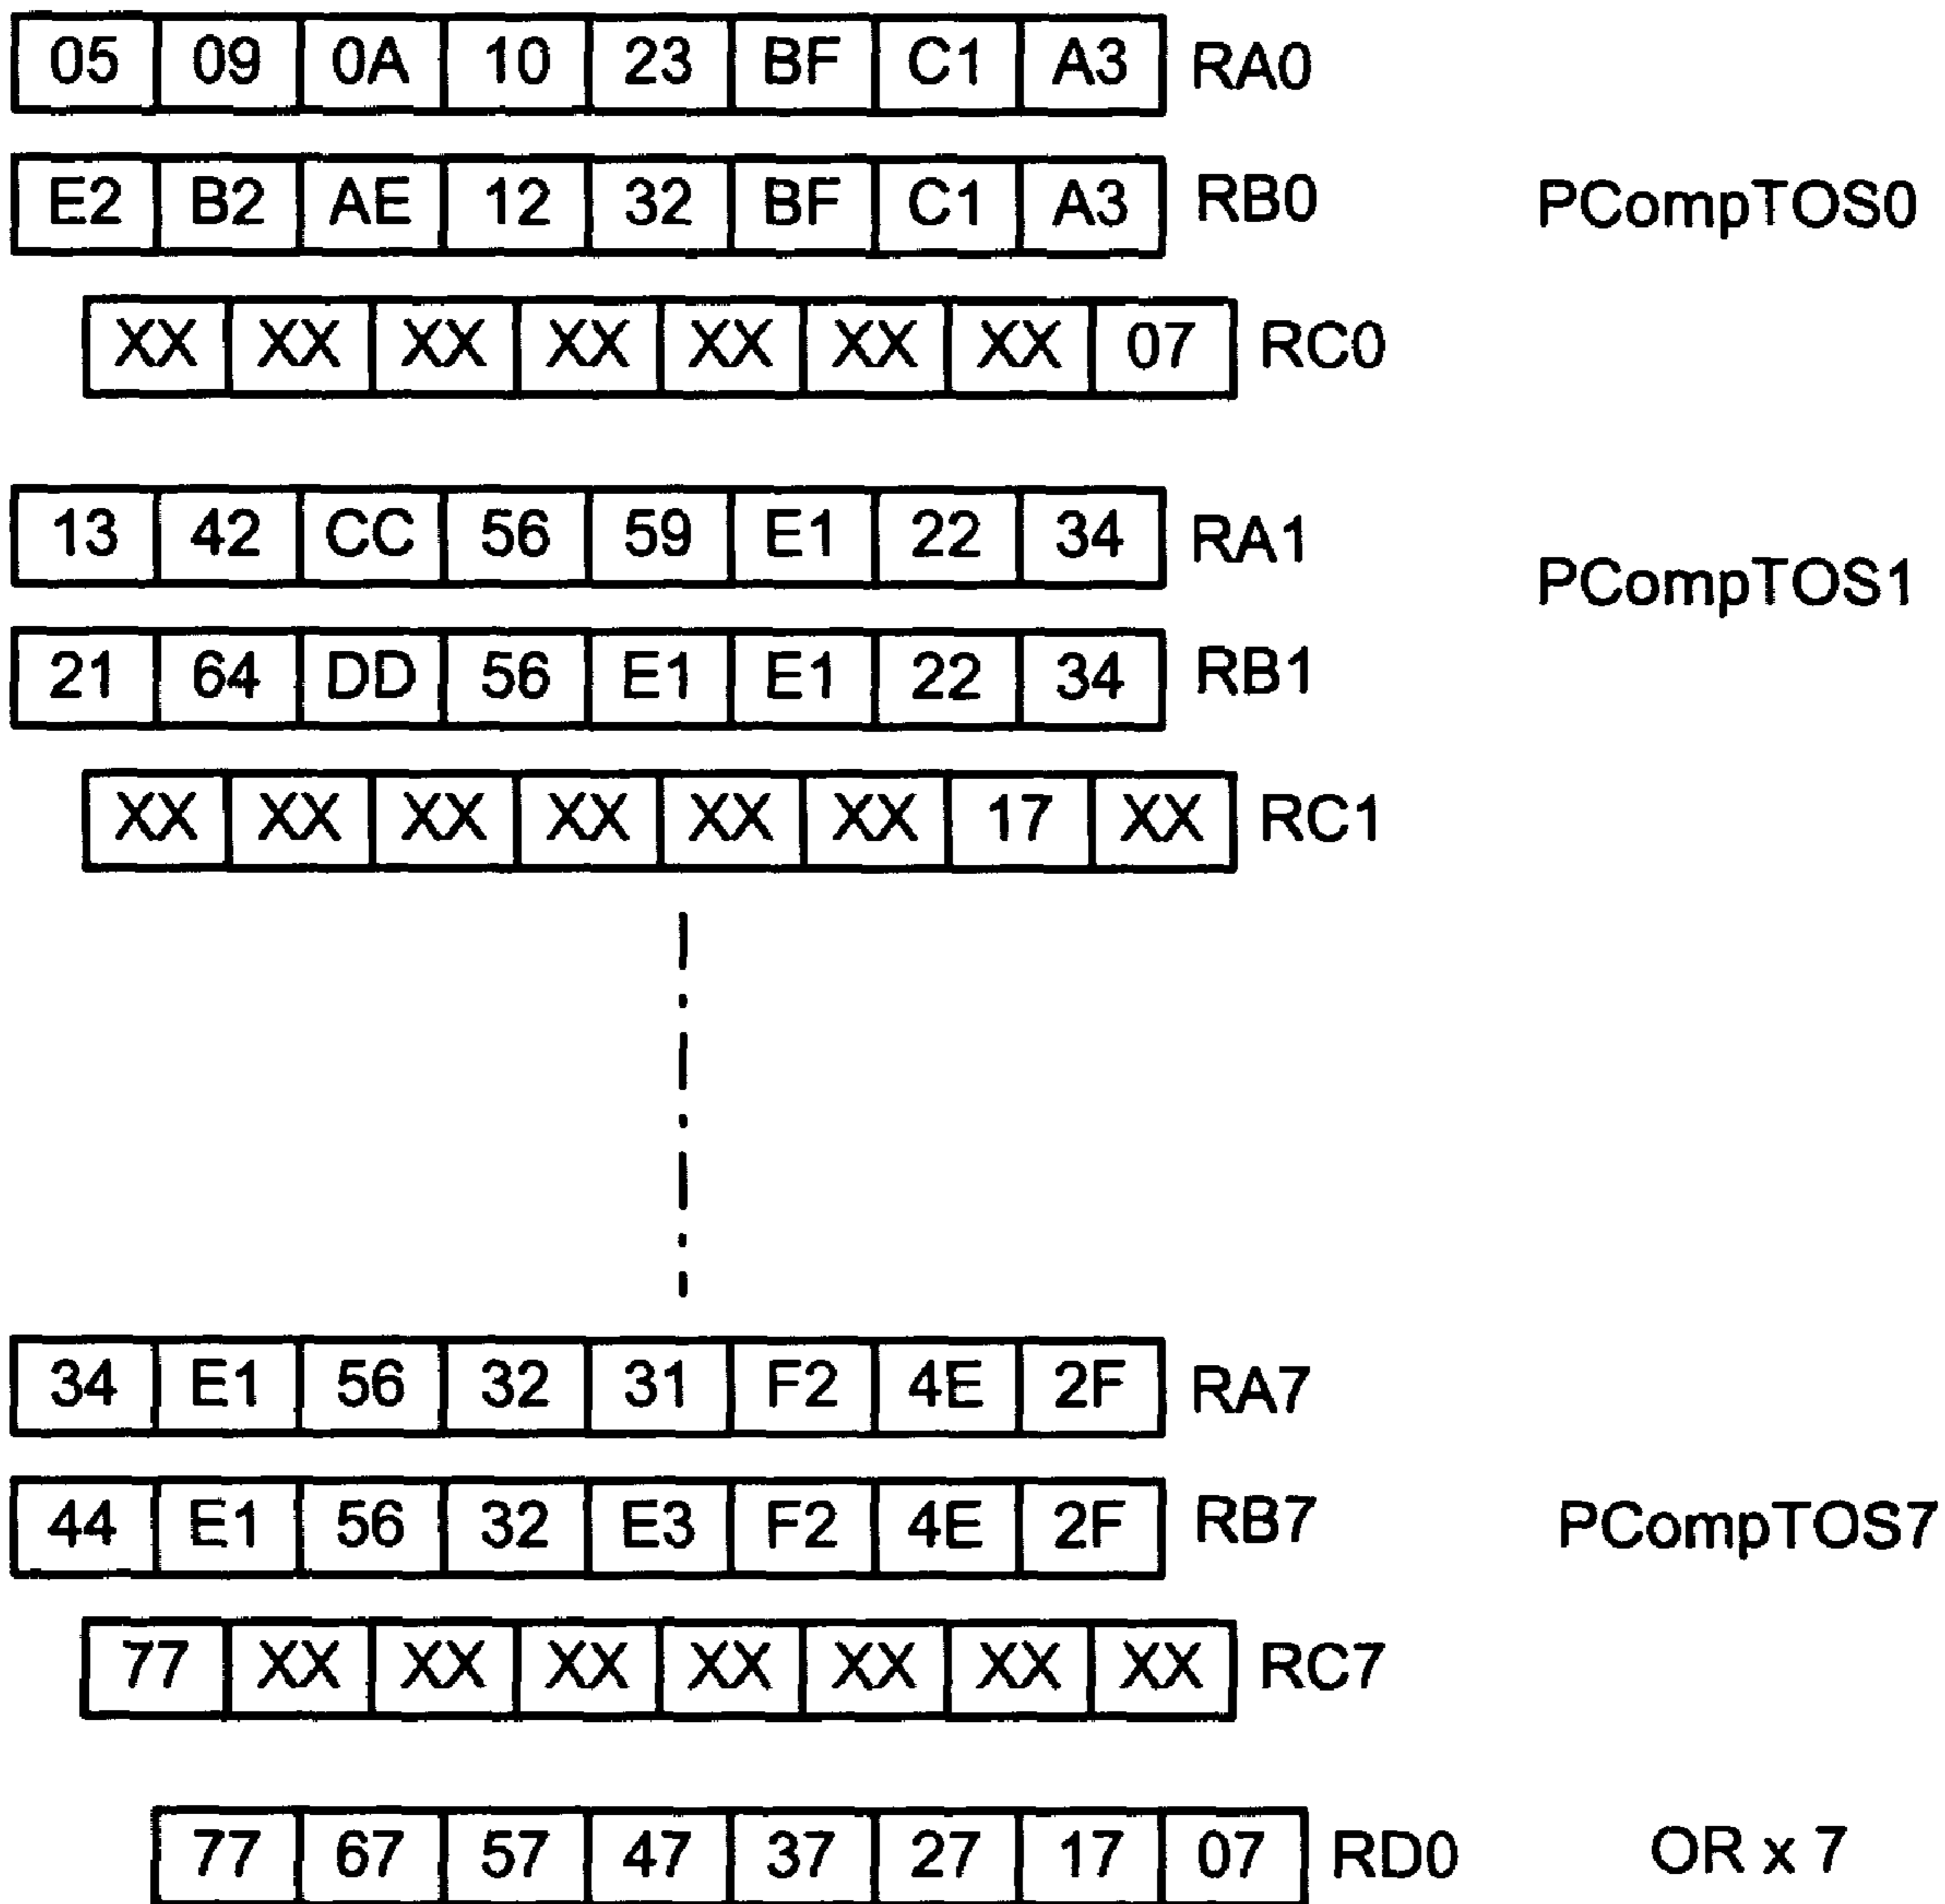 05 09 0A 10 23 BF C1 A3 RA0
E2 B2 AE 12 32 BF C1 A3 RB0 PCompTOS0
XX XX XX XX XX XX XX 07 RC0
13 42 CC 56 59 E1 22 34 RA1
PCompTOS1
21 64 DD 56 E1 E1 22 34 RB1
XX XX XX XX XX XX 17 XX RC1
34 E1 56 32 31 F2 4E 2F RA7
44 E1 56 32 E3 F2 4E 2F RB7 PCompTOS7
77 XX XX XX XX XX XX XX RC7
77 67 57 47 37 27 17 07 RD0 OR x 7